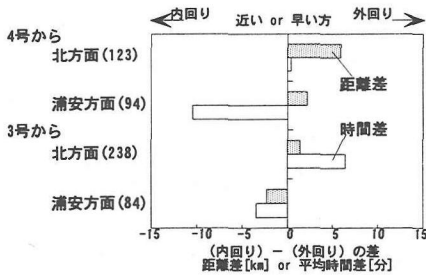 内回り 近い or 早い方 外回り
4号から
北方面(123)
距離差
浦安方面(94)
3号から
時間差
北方面(238)
浦安方面(84)
-15 -10 -5 0 5 10 15
(内回り) － (外回り) の差
距離差[km] or 平均時間差[分]